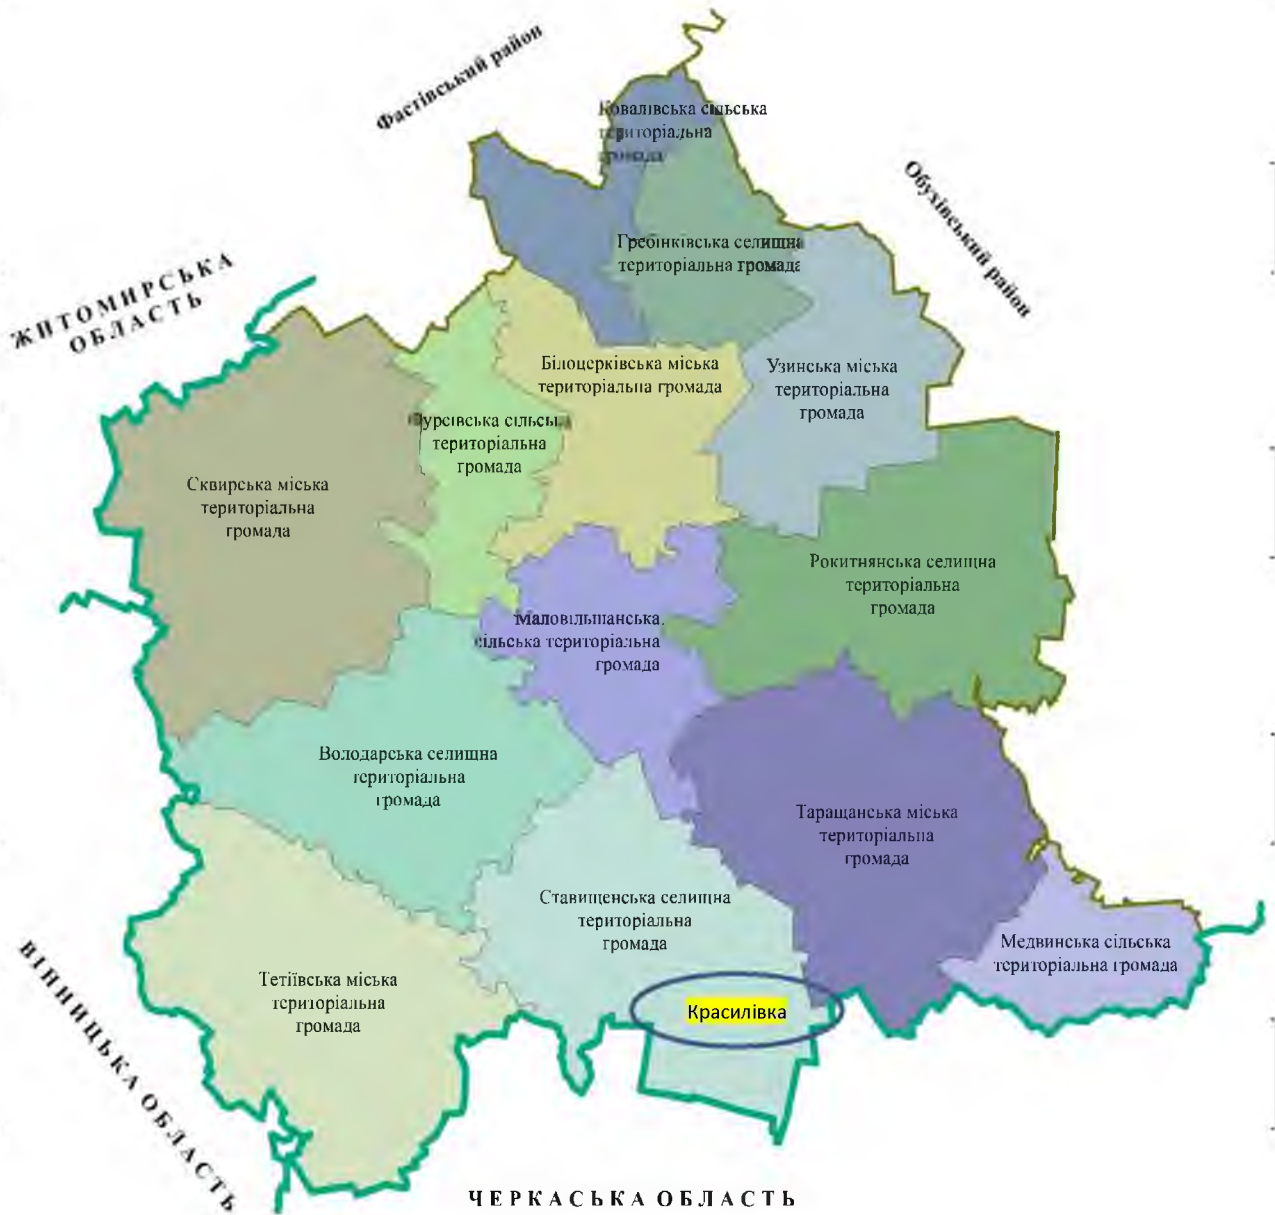 Фастівський район
Ковалівська сільська
територіальна
громада
Обухівський район
Гребінківська селищна
територіальна громада
ЖИТОМИРСЬКА
ОБЛАСТЬ
Білоцерківська міська
територіальна громада
Узинська міська
територіальна
громада
Фурсівська сільська
територіальна
громада
Сквирська міська
територіальна
громада
Рокитнянська селищна
територіальна
громада
Маловільшанська
сільська територіальна
громада
Володарська селищна
територіальна
громада
Таращанська міська
територіальна
громада
Ставищенська селищна
територіальна
громада
Медвинська сільська
територіальна громада
Тетіївська міська
територіальна
громада
Красилівка
ВІННИЦЬКА ОБЛАСТЬ
ЧЕРКАСЬКА ОБЛАСТЬ